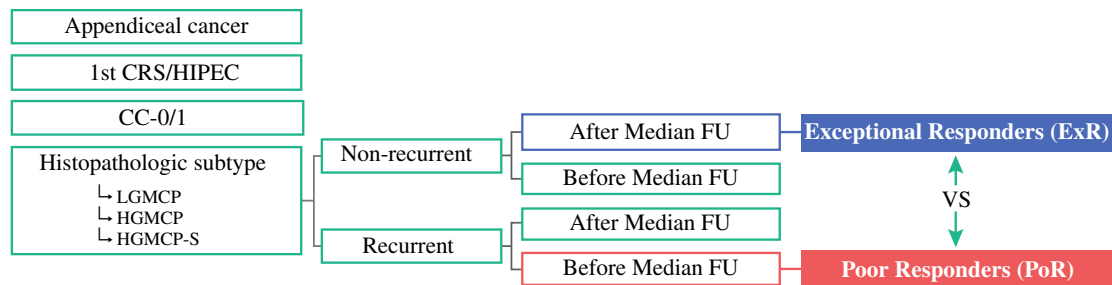 Appendiceal cancer
1st CRS/HIPEC
CC-0/1
Histopathologic subtype
LGMCP
HGMCP
HGMCP-S
Non-recurrent
Recurrent
After Median FU
Before Median FU
After Median FU
Before Median FU
Exceptional Responders (ExR)
VS
Poor Responders (PoR)